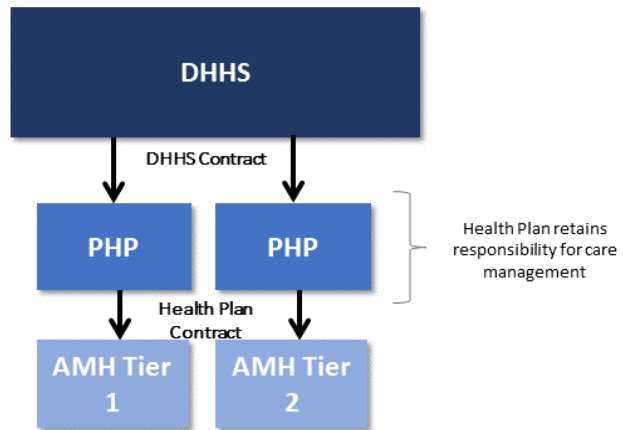 DHHS
DHHS Contract
PHP
PHP
Health Plan retains
responsibility for care
management
Health Plan
Contract
AMH Tier
1
AMH Tier
2